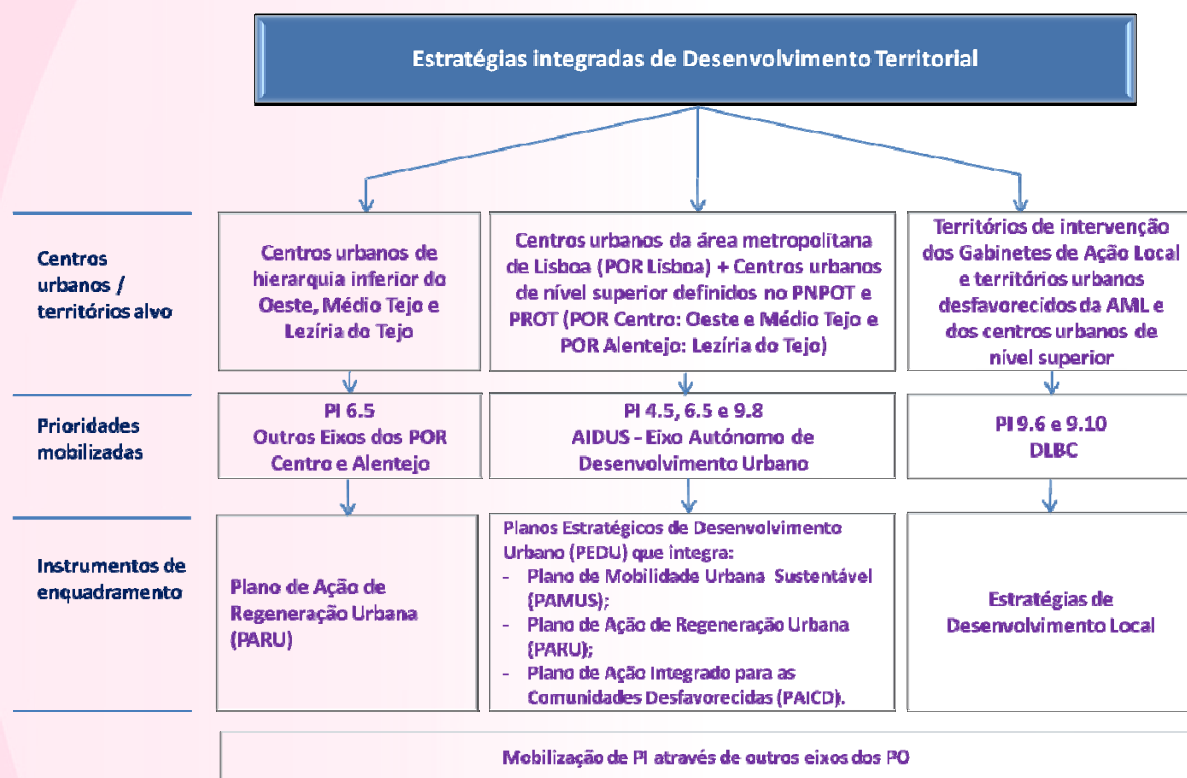 Estratégias integradas de Desenvolvimento Territorial
Centros
urbanos /
territórios alvo
Centros urbanos de
hierarquia inferior do
Oeste, Médio Tejo e
Lezíria do Tejo
Centros urbanos da área metropolitana
de Lisboa (POR Lisboa) + Centros urbanos
de nível superior definidos no PNPOT e
PROT (POR Centro: Oeste e Médio Tejo e
POR Alentejo: Lezíria do Tejo)
Territórios de intervenção
dos Gabinetes de Ação Local
e territórios urbanos
desfavorecidos da AML e
dos centros urbanos de
nível superior
Prioridades
mobilizadas
PI 6.5
Outros Eixos dos POR
Centro e Alentejo
PI 4.5, 6.5 e 9.8
AIDUS - Eixo Autónomo de
Desenvolvimento Urbano
PI 9.6 e 9.10
DLBC
Instrumentos de
enquadramento
Plano de Ação de
Regeneração Urbana
(PARU)
Planos Estratégicos de Desenvolvimento
Urbano (PEDU) que integra:
- Plano de Mobilidade Urbana Sustentável
(PAMUS);
- Plano de Ação de Regeneração Urbana
(PARU);
- Plano de Ação Integrado para as
Comunidades Desfavorecidas (PAICD).
Estratégias de
Desenvolvimento Local
Mobilização de PI através de outros eixos dos PO